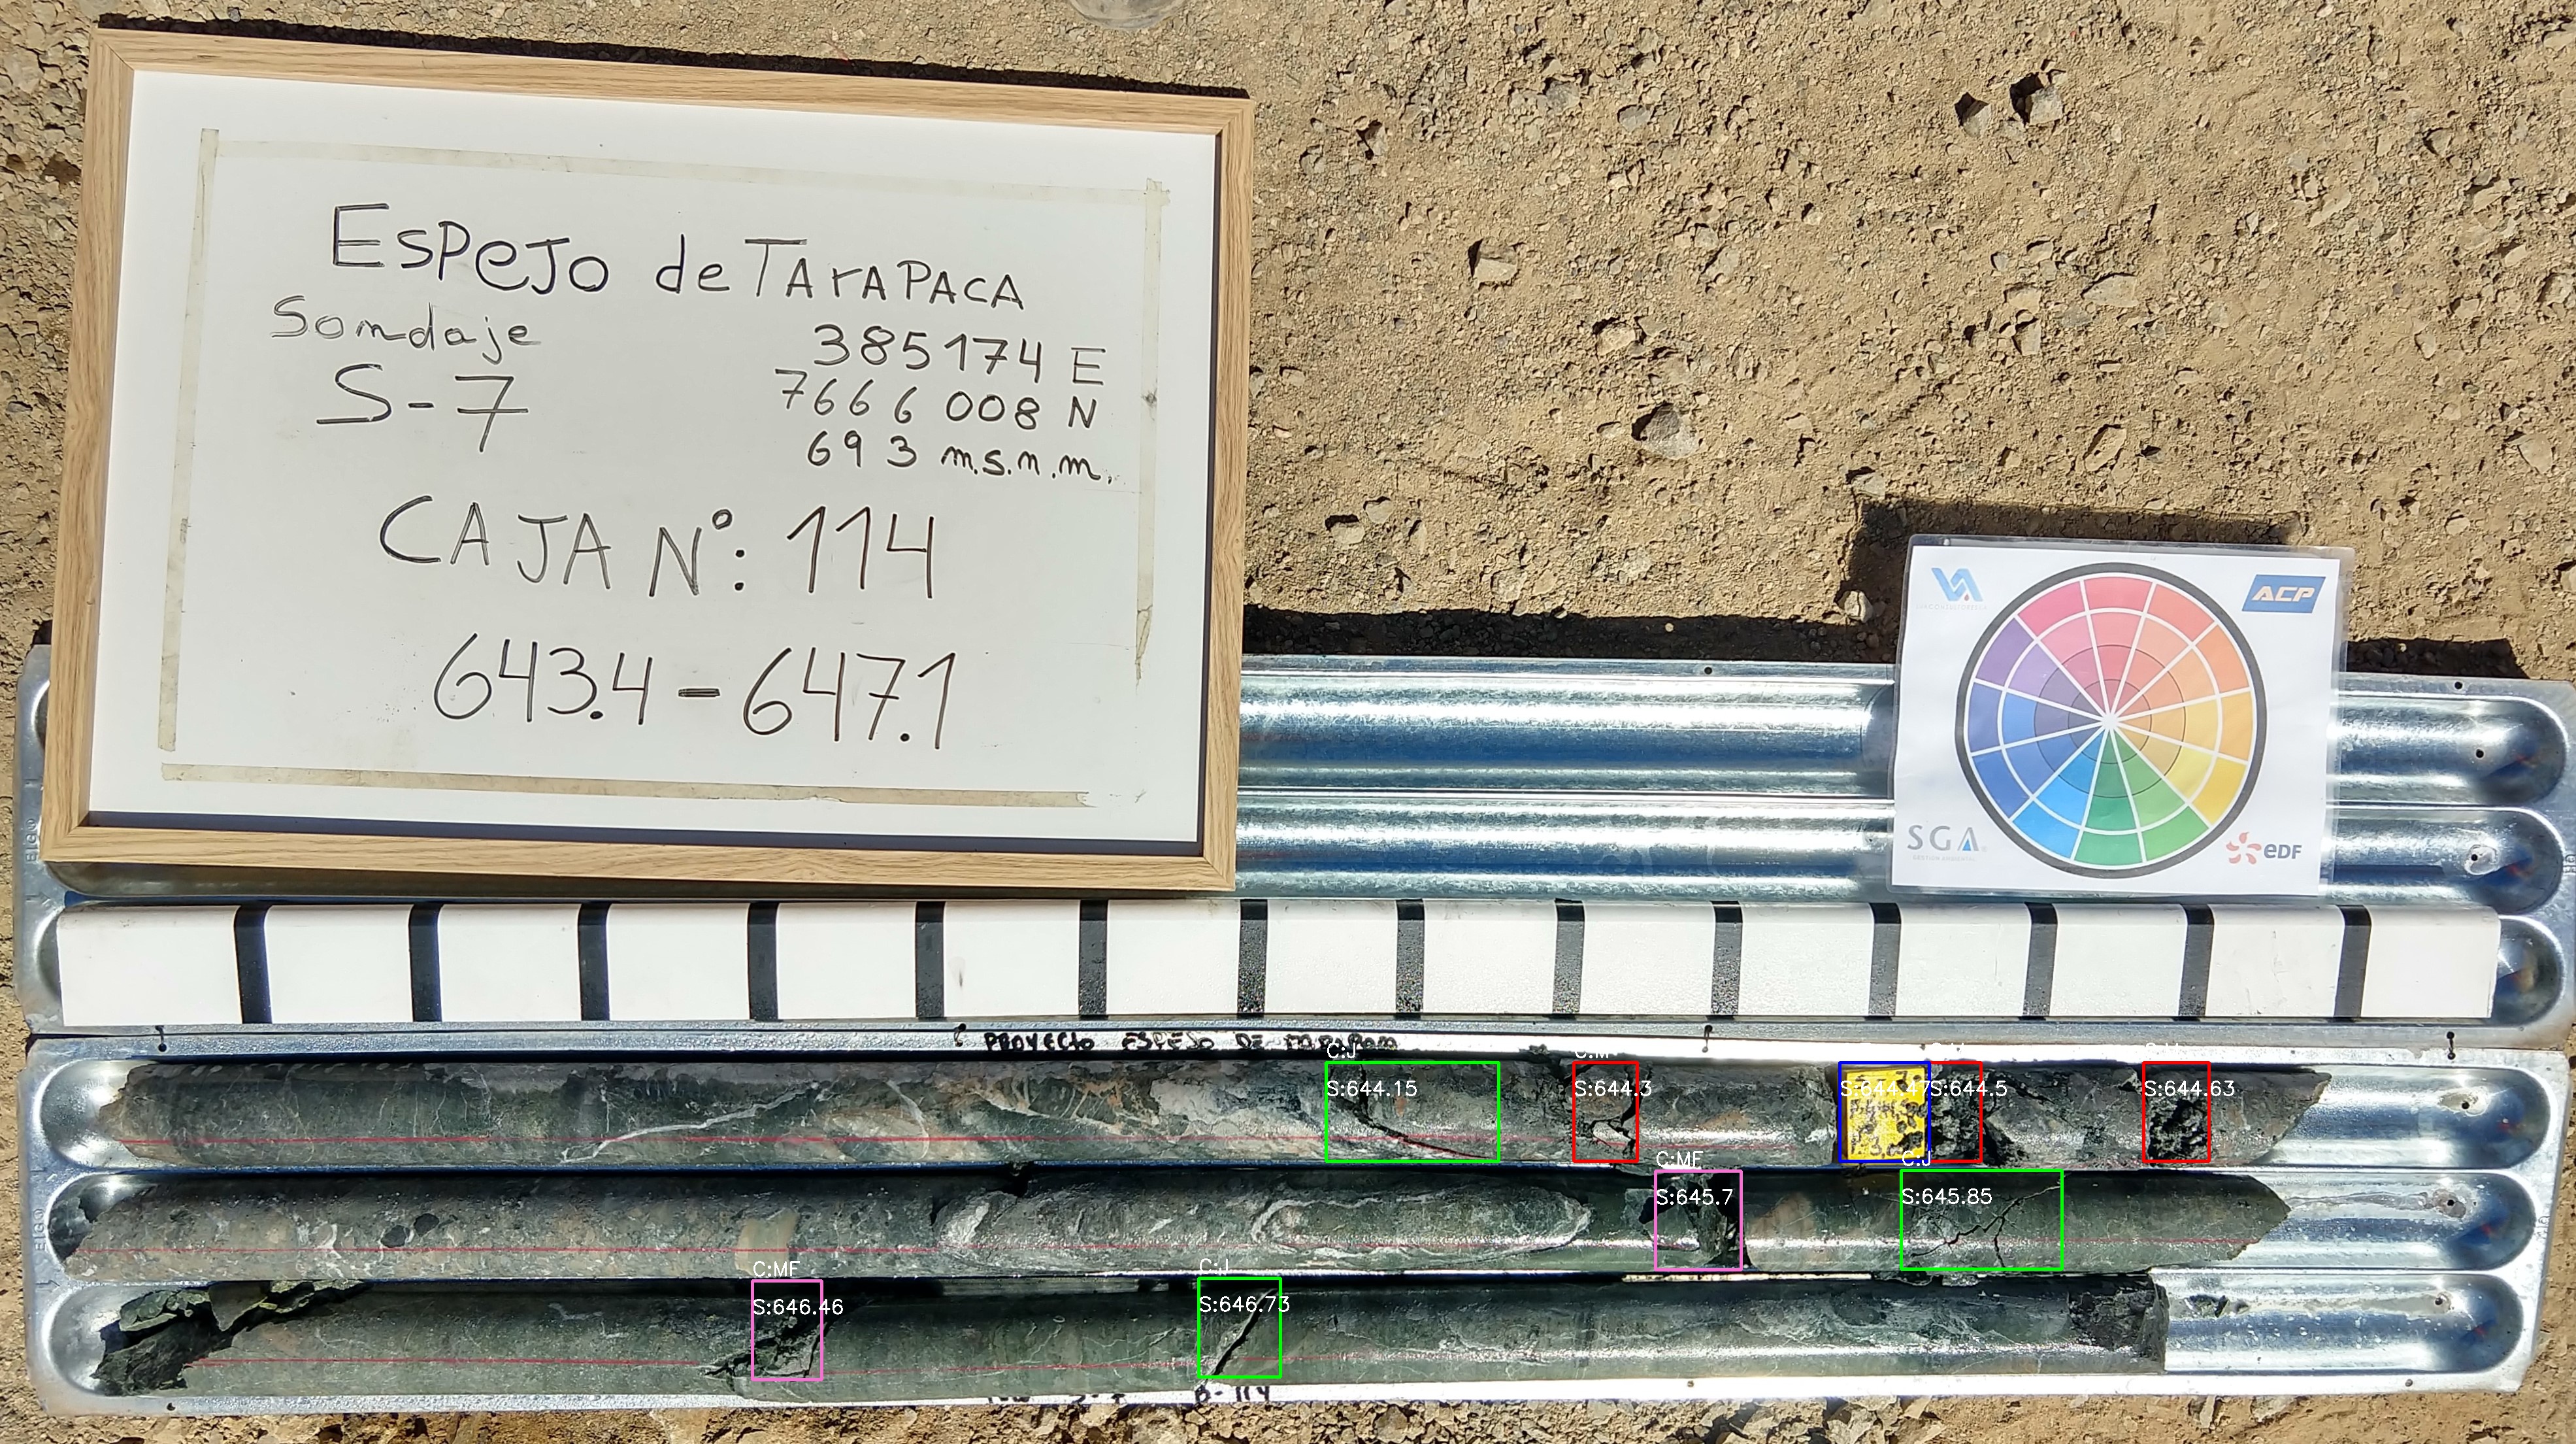 Espejo de Tarapaca
Sondaje
S-7
385174 E
7666008 N
693 m.s.n.m.
CAJA N°: 114
643.4 - 647.1
VA
ACP
SGA
eDF
PROYECTO ESPEJO DE
C:J
S:644.15
S:644.3
S:644.47
S:644.5
S:644.63
C:MF
S:645.7
C:J
S:645.85
C:MF
S:646.46
C:J
S:646.73
B-114